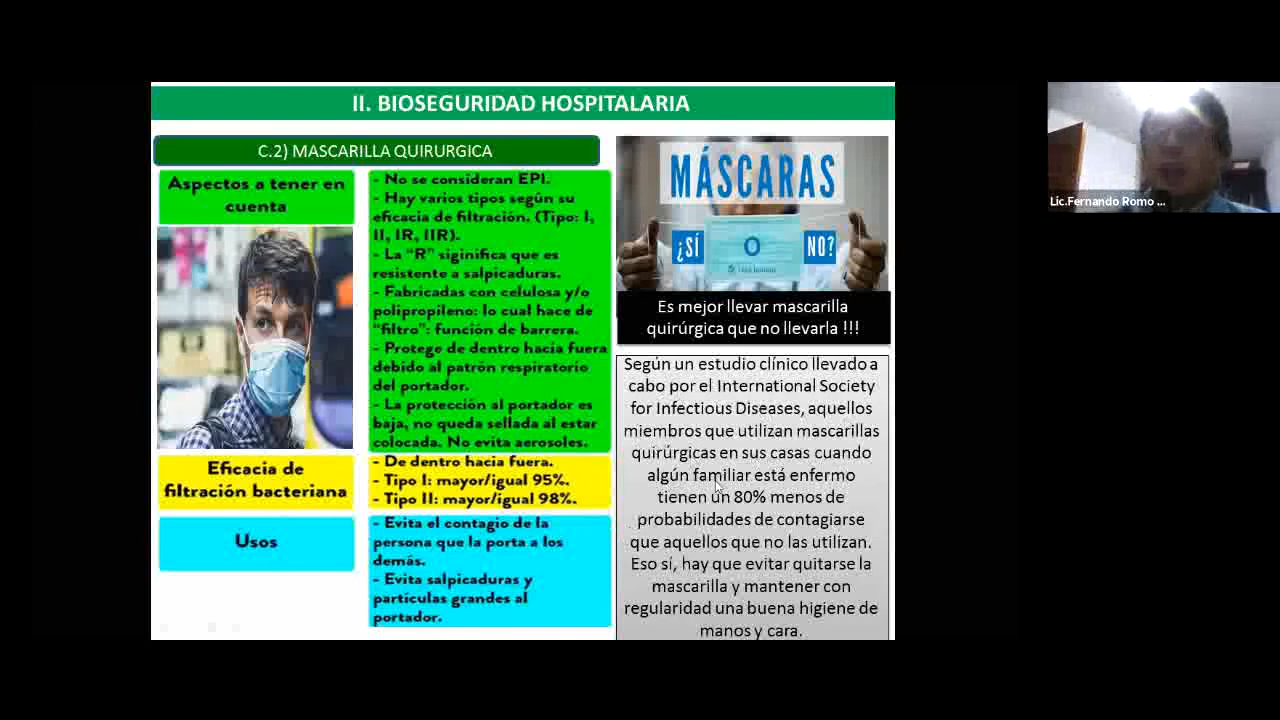 II. BIOSEGURIDAD HOSPITALARIA
C.2) MASCARILLA QUIRURGICA
Aspectos a tener en
cuenta
- No se consideran EPI.
- Hay varios tipos según su
eficacia de filtración. (Tipo: I,
II, IR, IIR).
- La “R” siginifica que es
resistente a salpicaduras.
- Fabricadas con celulosa y/o
polipropileno: lo cual hace de
“filtro”: función de barrera.
- Protege de dentro hacia fuera
debido al patrón respiratorio
del portador.
- La protección al portador es
baja, no queda sellada al estar
colocada. No evita aerosoles.
Eficacia de
filtración bacteriana
- De dentro hacia fuera.
- Tipo I: mayor/igual 95%.
- Tipo II: mayor/igual 98%.
Usos
- Evita el contagio de la
persona que la porta a los
demás.
- Evita salpicaduras y
partículas grandes al
portador.
MÁSCARAS
¿SÍ O NO?
Es mejor llevar mascarilla
quirúrgica que no llevarla !!!
Según un estudio clínico llevado a
cabo por el International Society
for Infectious Diseases, aquellos
miembros que utilizan mascarillas
quirúrgicas en sus casas cuando
algún familiar está enfermo
tienen un 80% menos de
probabilidades de contagiarse
que aquellos que no las utilizan.
Eso sí, hay que evitar quitarse la
mascarilla y mantener con
regularidad una buena higiene de
manos y cara.
Lic.Fernando Romo ...